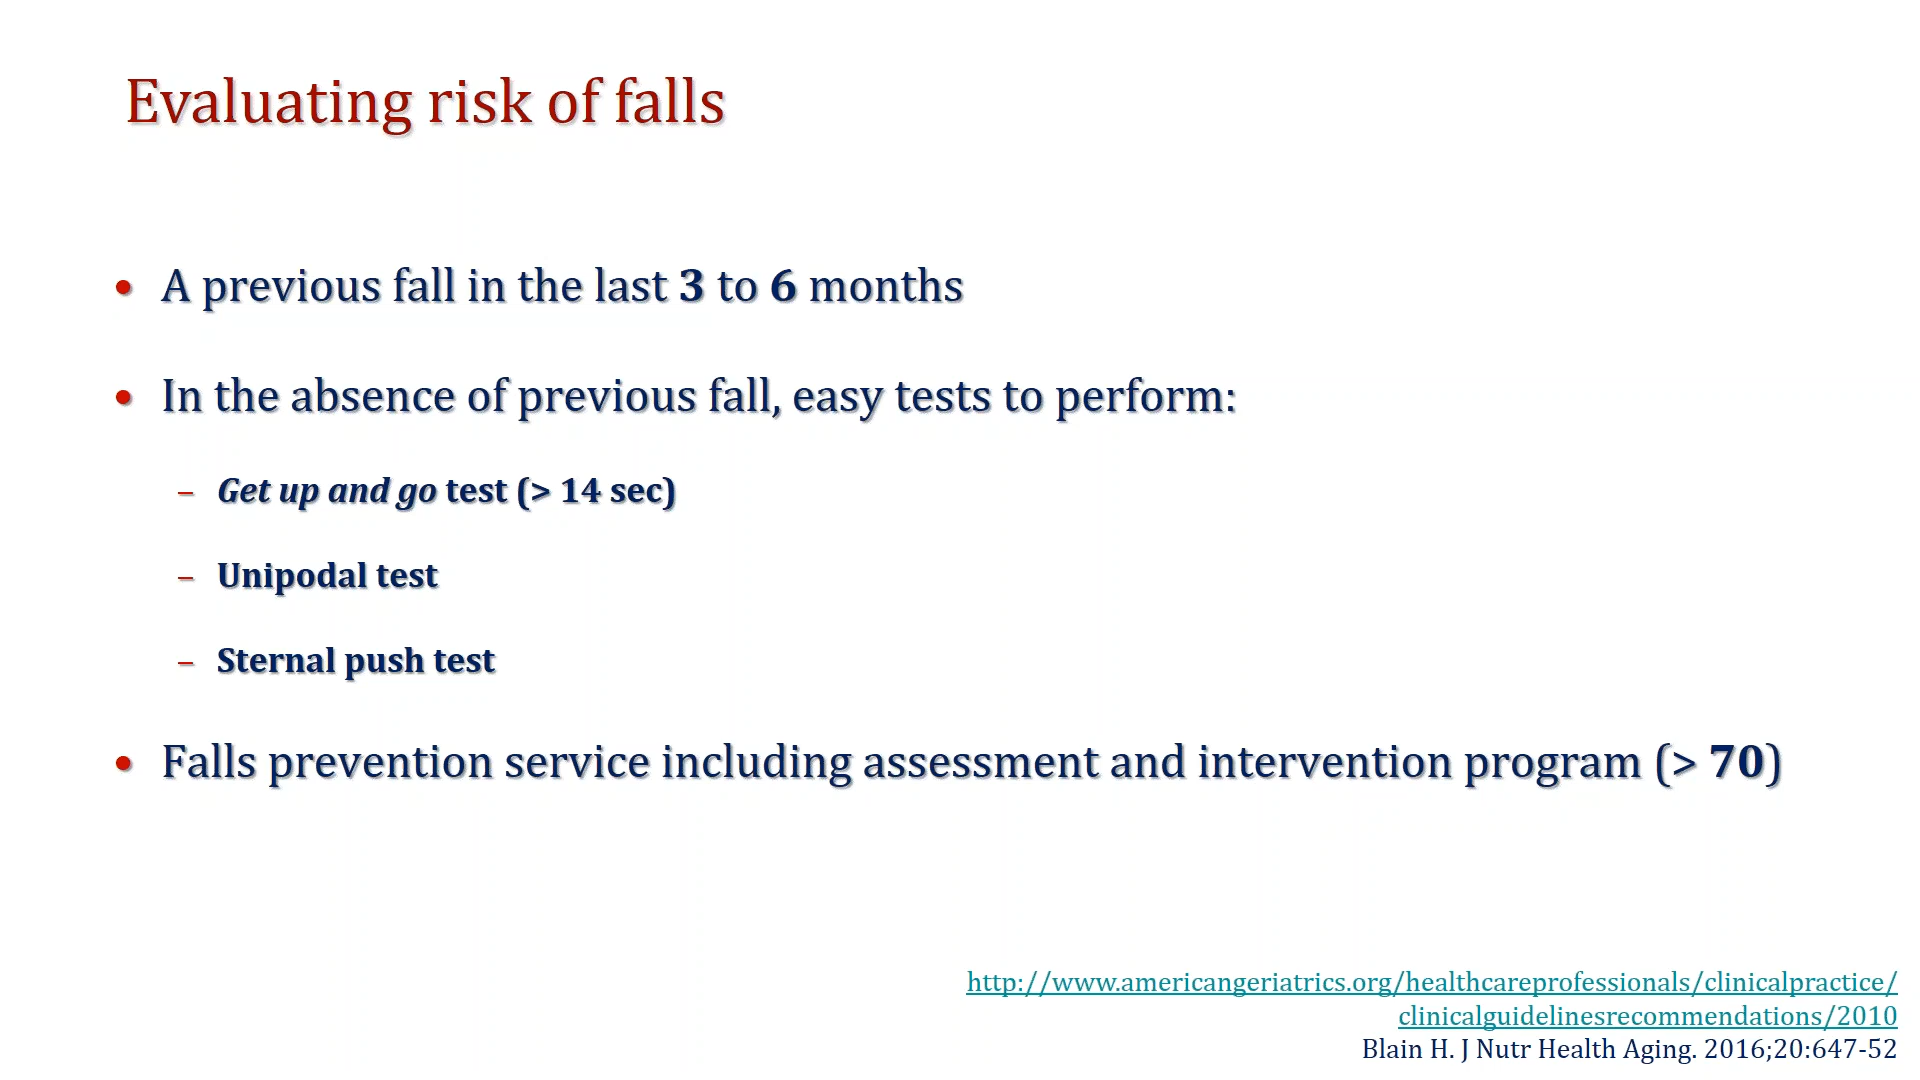 Evaluating risk of falls
• A previous fall in the last 3 to 6 months
• In the absence of previous fall, easy tests to perform:
– Get up and go test (> 14 sec)
– Unipodal test
– Sternal push test
• Falls prevention service including assessment and intervention program (> 70)
http://www.americangeriatrics.org/healthcareprofessionals/clinicalpractice/
clinicalguidelinesrecommendations/2010
Blain H. J Nutr Health Aging. 2016;20:647-52